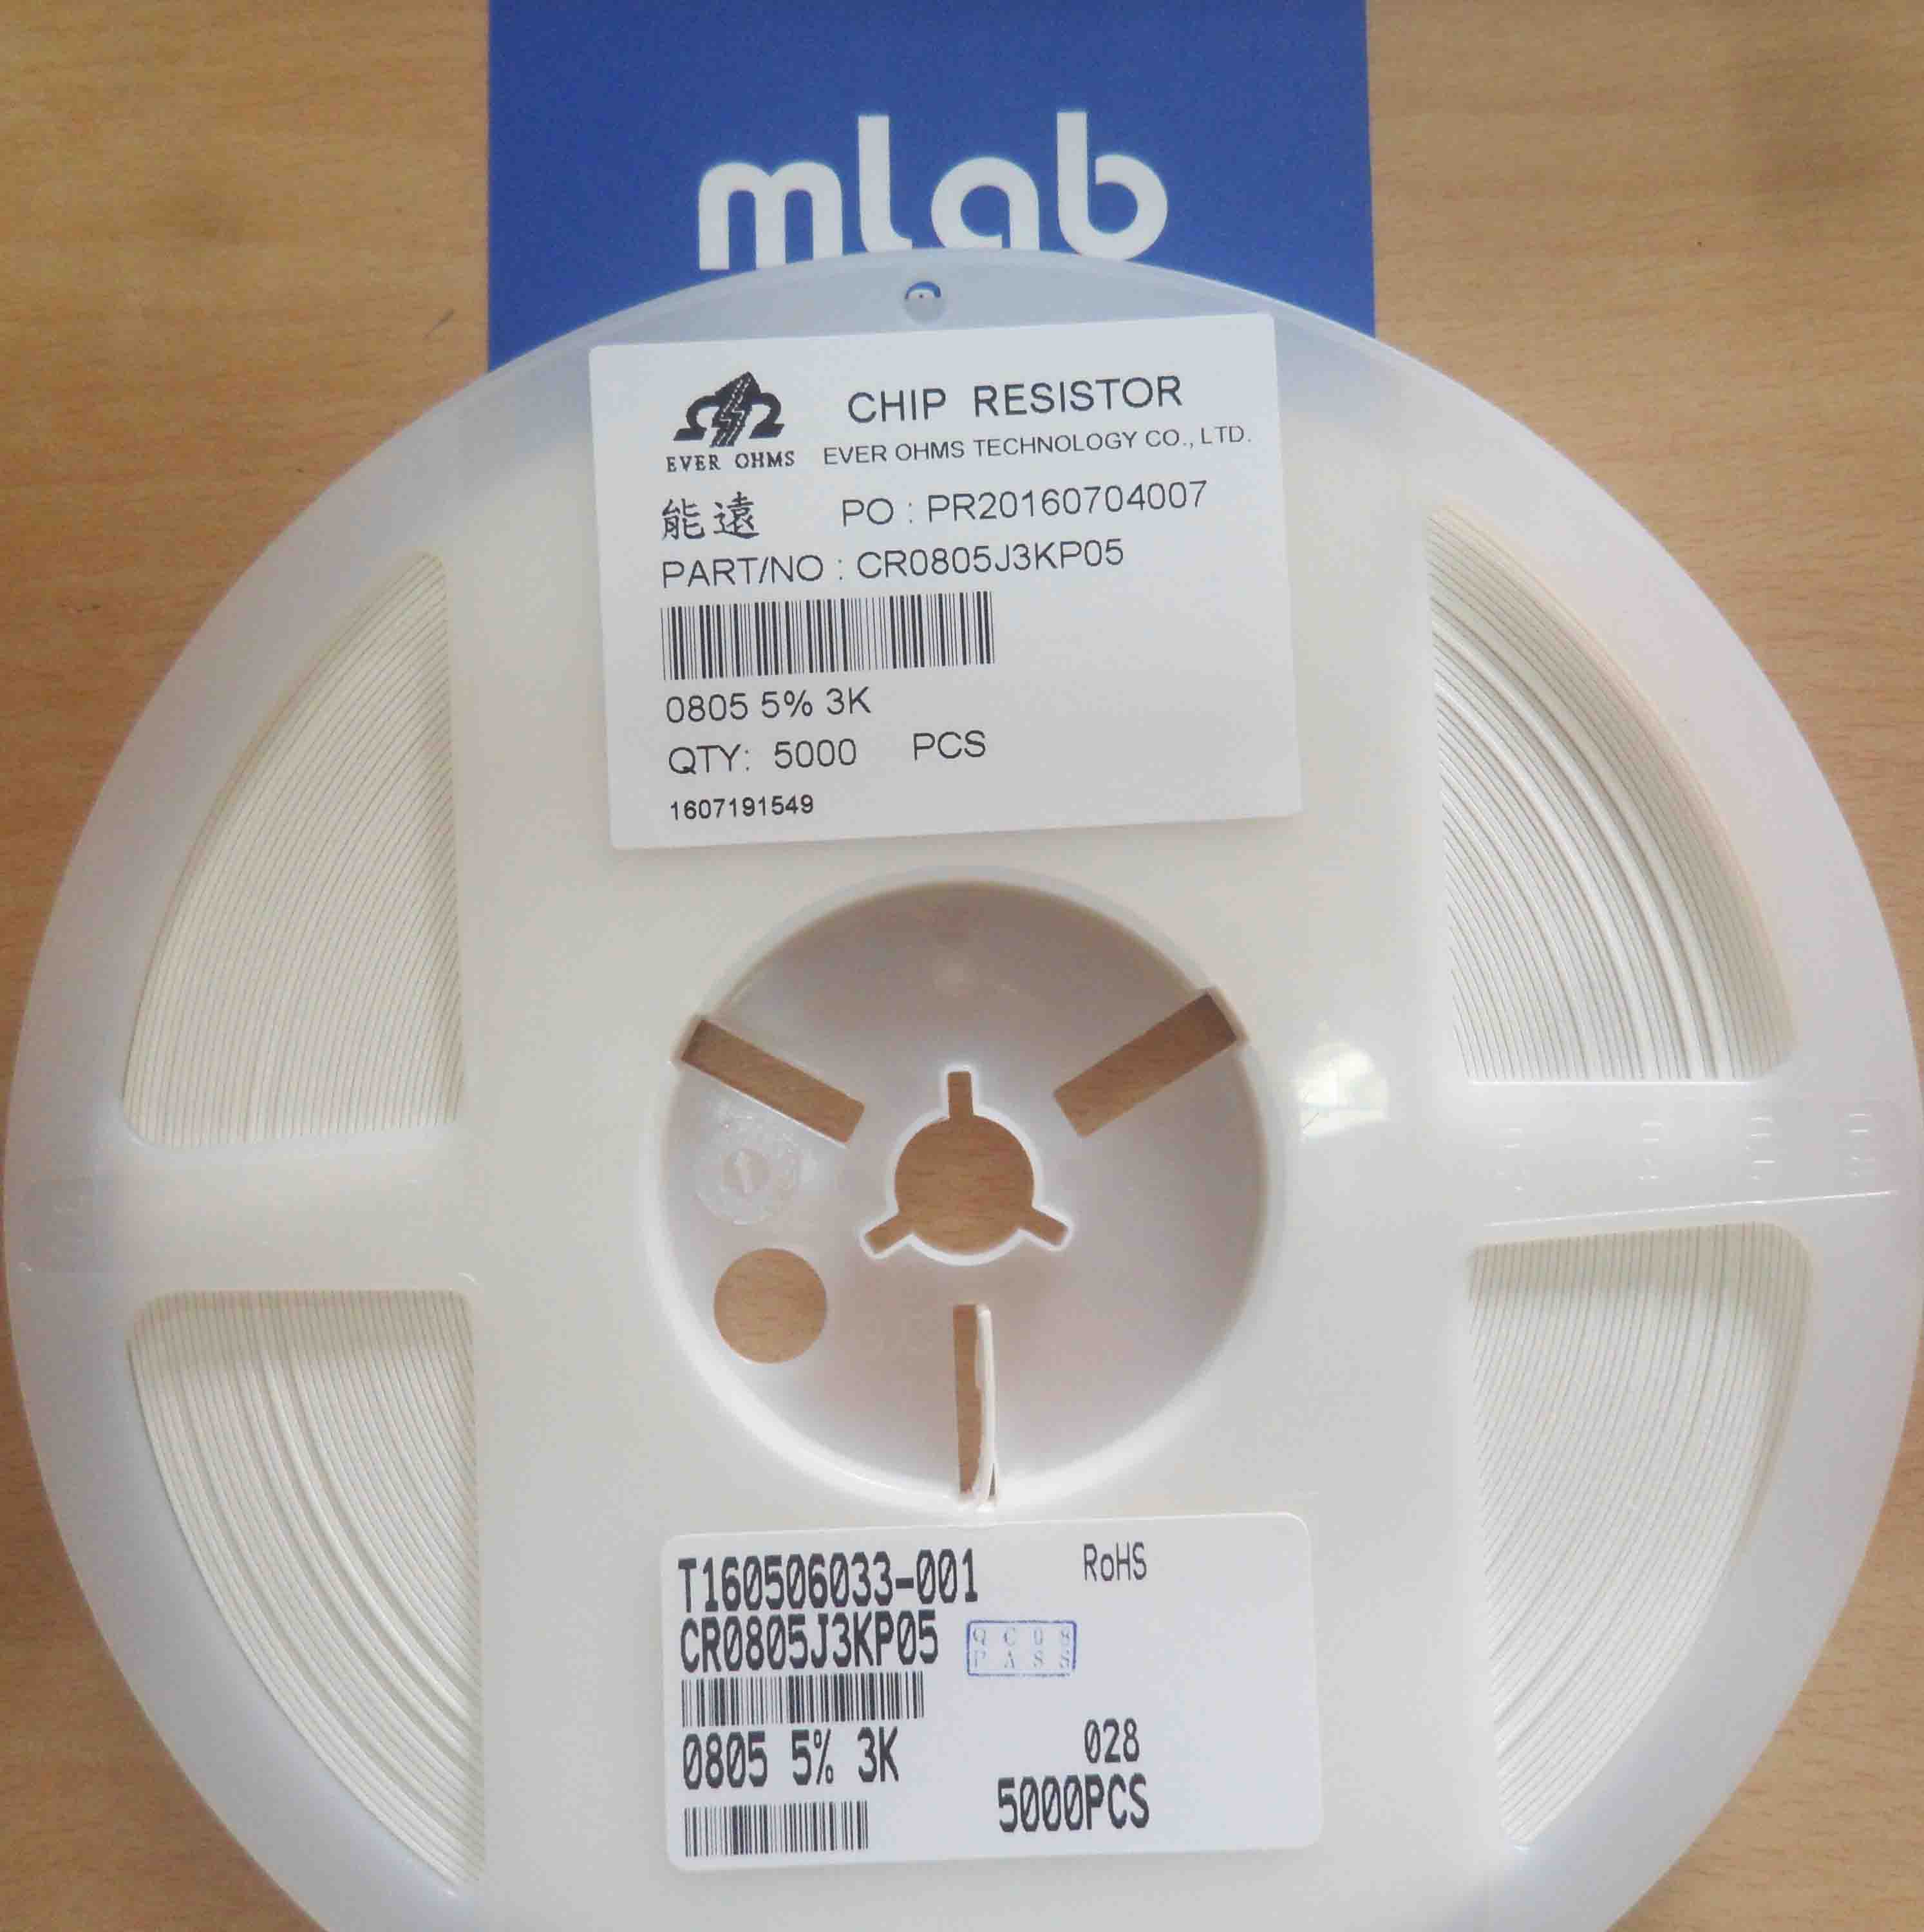 mlab
CHIP RESISTOR
EVER OHMS EVER OHMS TECHNOLOGY CO., LTD.
能遠 PO : PR20160704007
PART/NO : CR0805J3KP05
0805 5% 3K
QTY: 5000 PCS
1607191549
T160506033-001 RoHS
CR0805J3KP05
QC08
PASS
0805 5% 3K 028
5000PCS